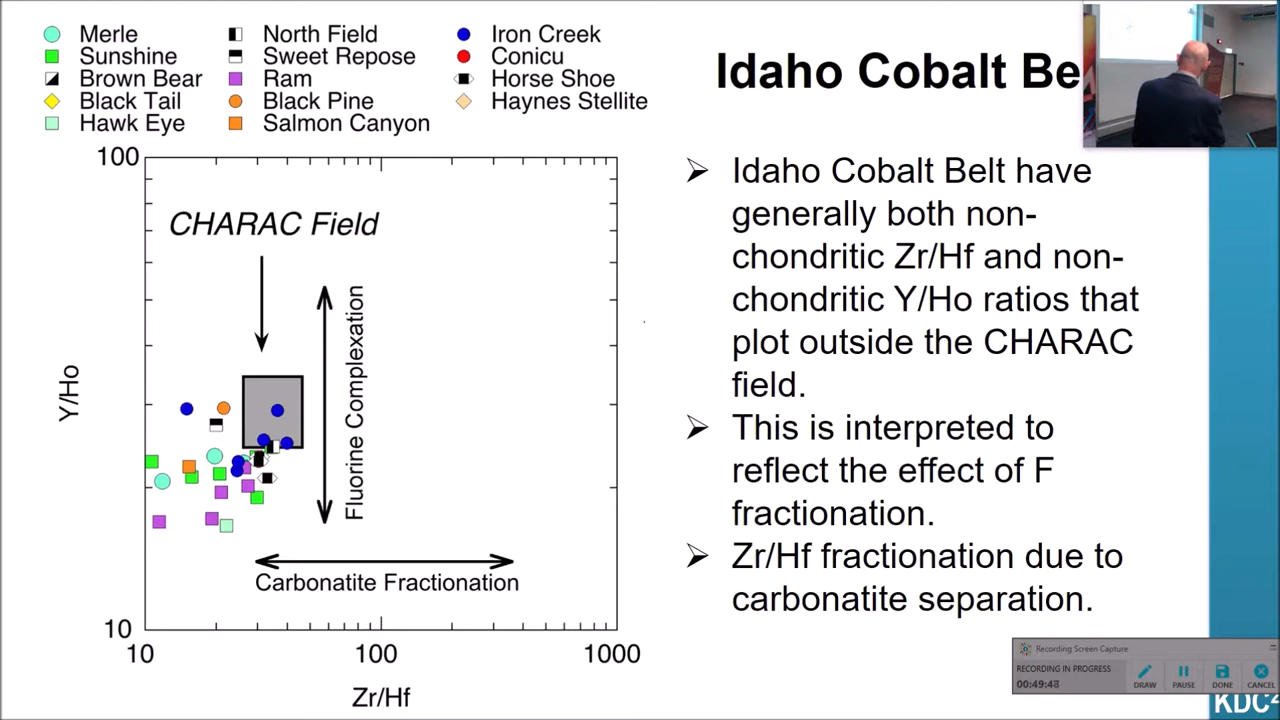 Merle
Sunshine
Brown Bear
Black Tail
Hawk Eye
North Field
Sweet Repose
Ram
Black Pine
Salmon Canyon
Iron Creek
Conicu
Horse Shoe
Haynes Stellite
100
CHARAC Field
Fluorine Complexation
Y/Ho
Carbonatite Fractionation
10
10
100
1000
Zr/Hf
Idaho Cobalt Be
➢ Idaho Cobalt Belt have
generally both non-
chondritic Zr/Hf and non-
chondritic Y/Ho ratios that
plot outside the CHARAC
field.
➢ This is interpreted to
reflect the effect of F
fractionation.
➢ Zr/Hf fractionation due to
carbonatite separation.
Recording Screen Capture
RECORDING IN PROGRESS
00:49:43
DRAW
PAUSE
DONE
CANCEL
KDC²